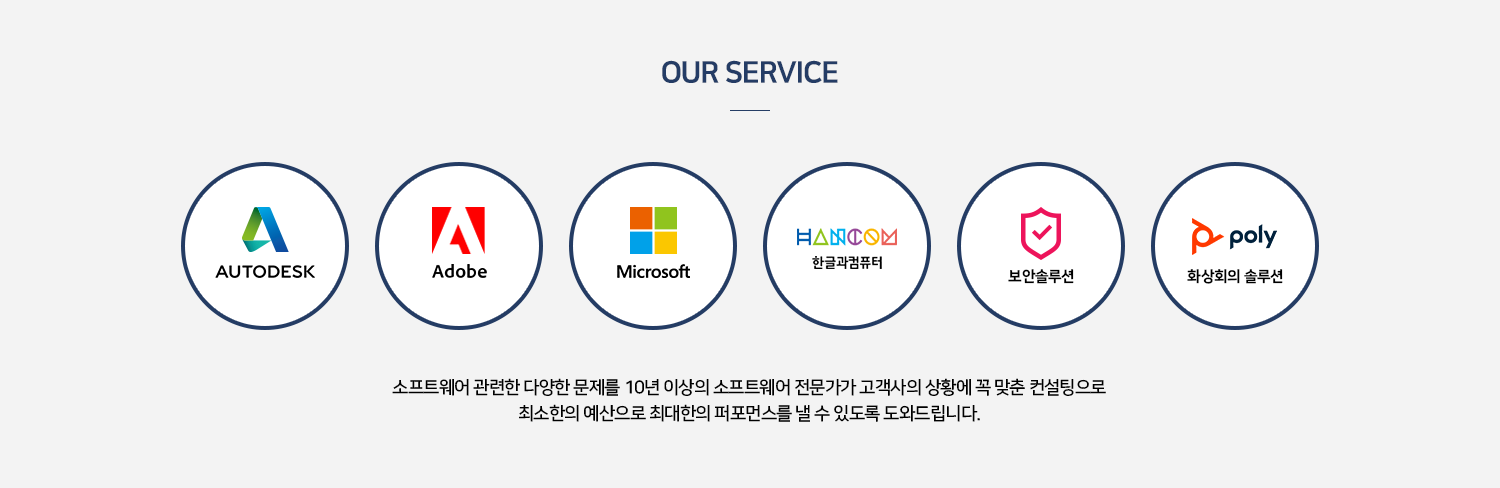 OUR SERVICE
AUTODESK
Adobe
Microsoft
HANCOM
한글과컴퓨터
보안솔루션
poly
화상회의 솔루션
소프트웨어 관련한 다양한 문제를 10년 이상의 소프트웨어 전문가가 고객사의 상황에 꼭 맞춘 컨설팅으로
최소한의 예산으로 최대한의 퍼포먼스를 낼 수 있도록 도와드립니다.